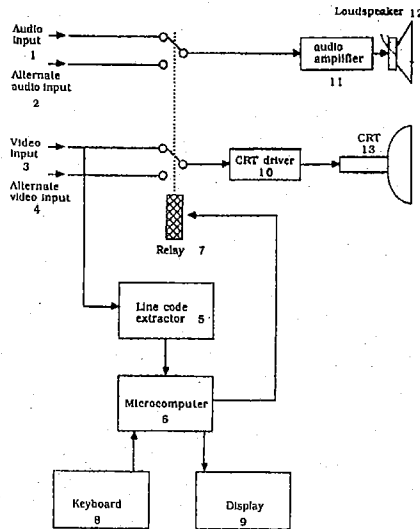 Loudspeaker 12
Audio
input
1
audio
amplifier
11
Alternate
audio input
2
Video
input
3
CRT
13
CRT driver
10
Alternate
video input
4
Relay 7
Line code
extractor 5
Microcomputer
6
Keyboard
8
Display
9